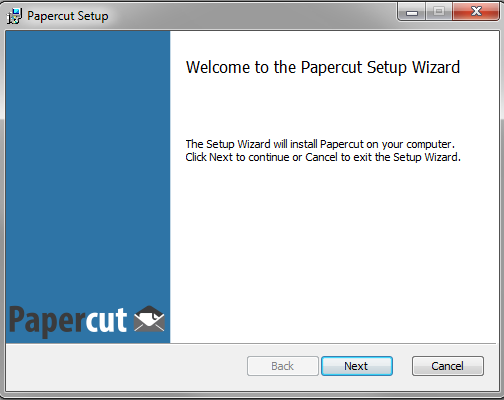 Papercut Setup
Welcome to the Papercut Setup Wizard
The Setup Wizard will install Papercut on your computer.
Click Next to continue or Cancel to exit the Setup Wizard.
Papercut
Back
Next
Cancel